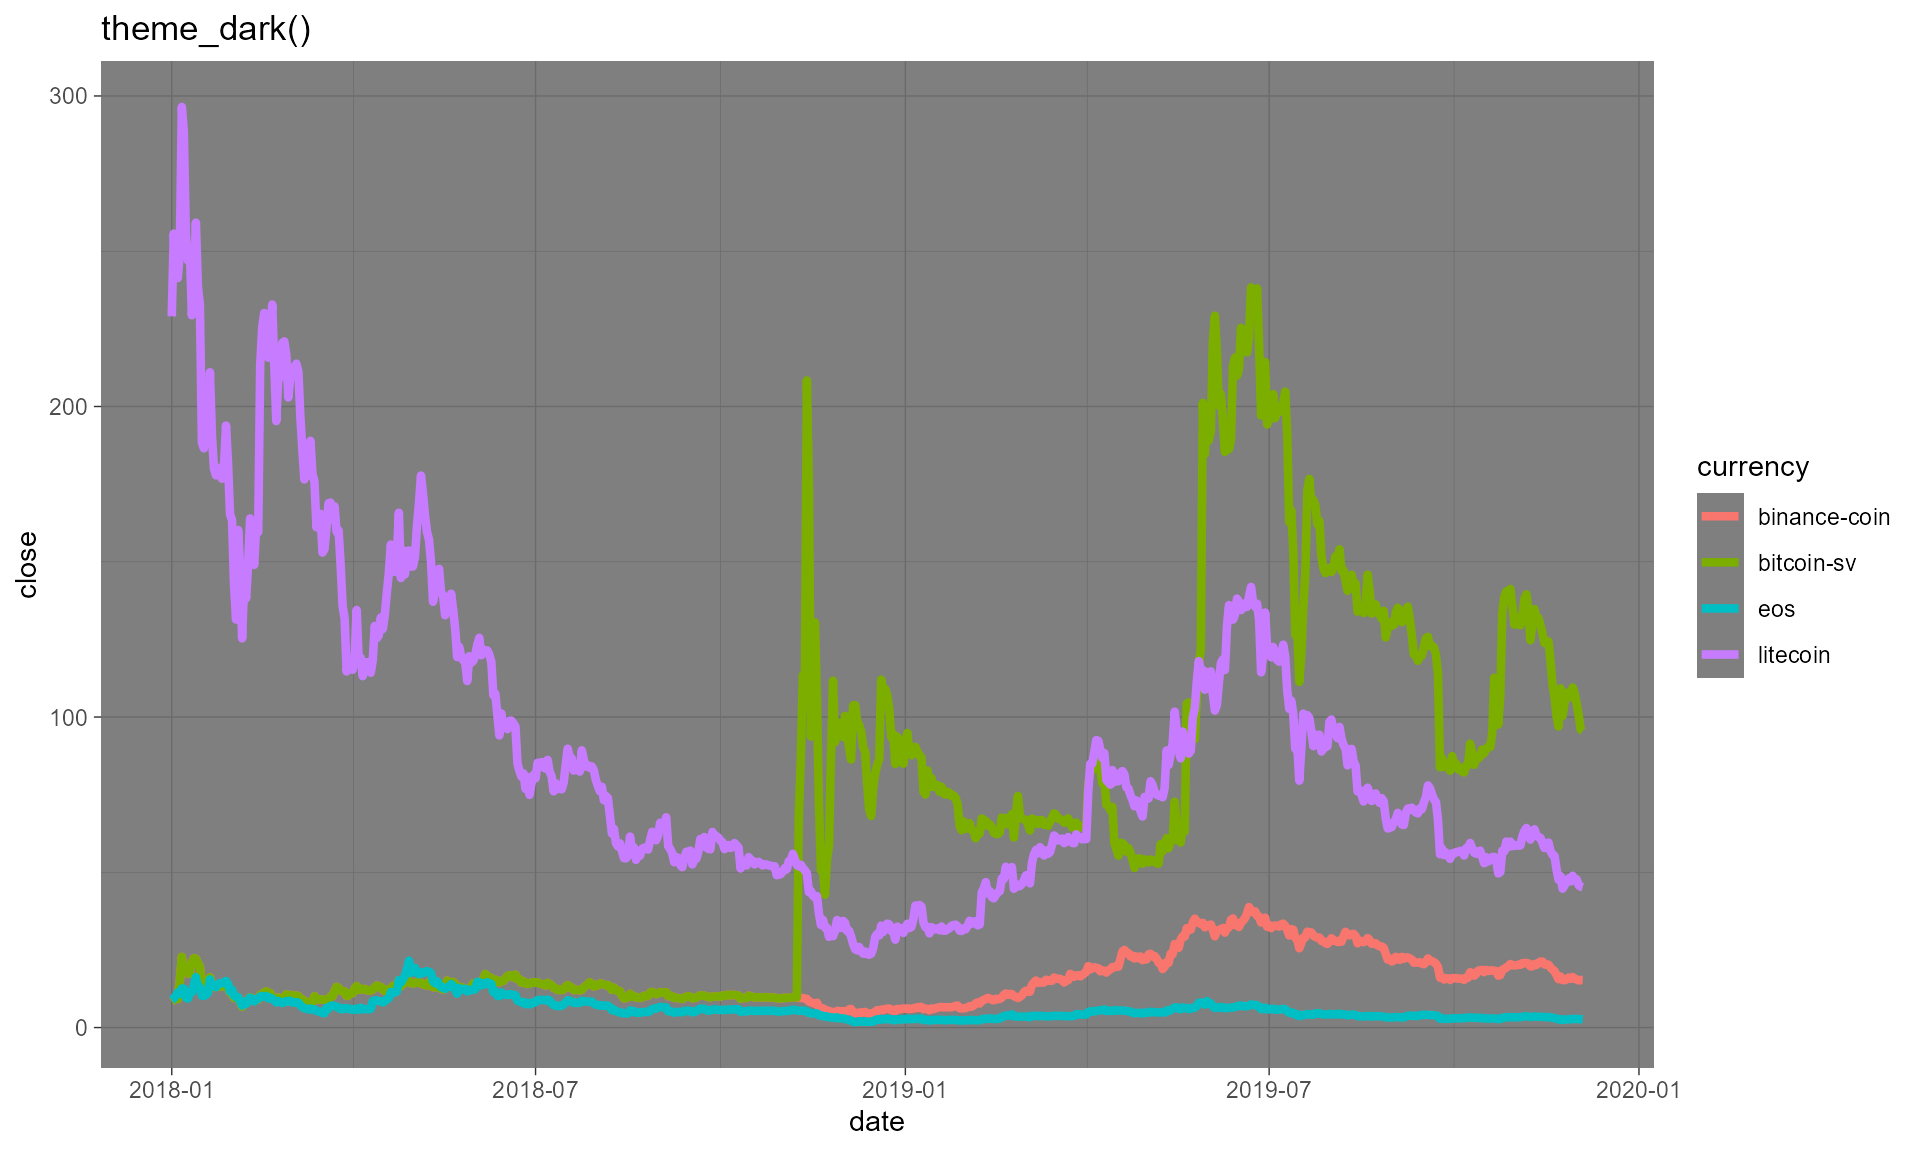 theme_dark()
300
200
100
0
close
2018-01
2018-07
2019-01
2019-07
2020-01
date
currency
binance-coin
bitcoin-sv
eos
litecoin